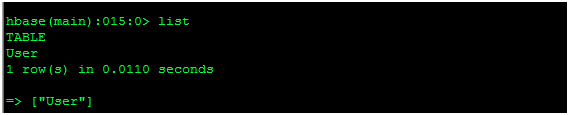 hbase(main):015:0> list
TABLE
User
1 row(s) in 0.0110 seconds
=> ["User"]